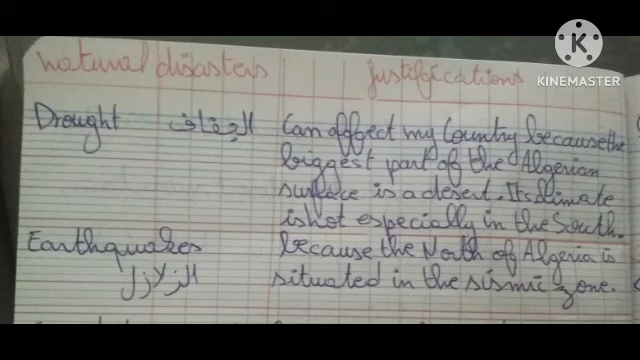 natural disasters justifications
KINEMASTER
Drought الجفاف Can affect my Country because the
biggest part of the Algerian
surface is a desert. Its climate
is hot especially in the South.
Earthquakes because the North of Algeria is
الزلازل situated in the sismic zone.